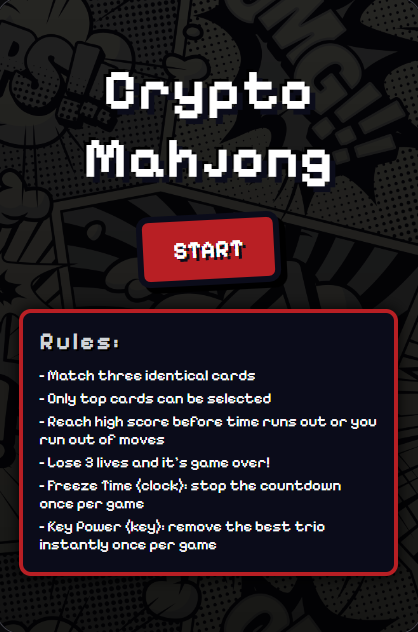 OPS!!
OMG!!!
Crypto
Mahjong
START
Rules:
- Match three identical cards
- Only top cards can be selected
- Reach high score before time runs out or you
run out of moves
- Lose 3 lives and it's game over!
- Freeze Time (clock): stop the countdown
once per game
- Key Power (key): remove the best trio
instantly once per game